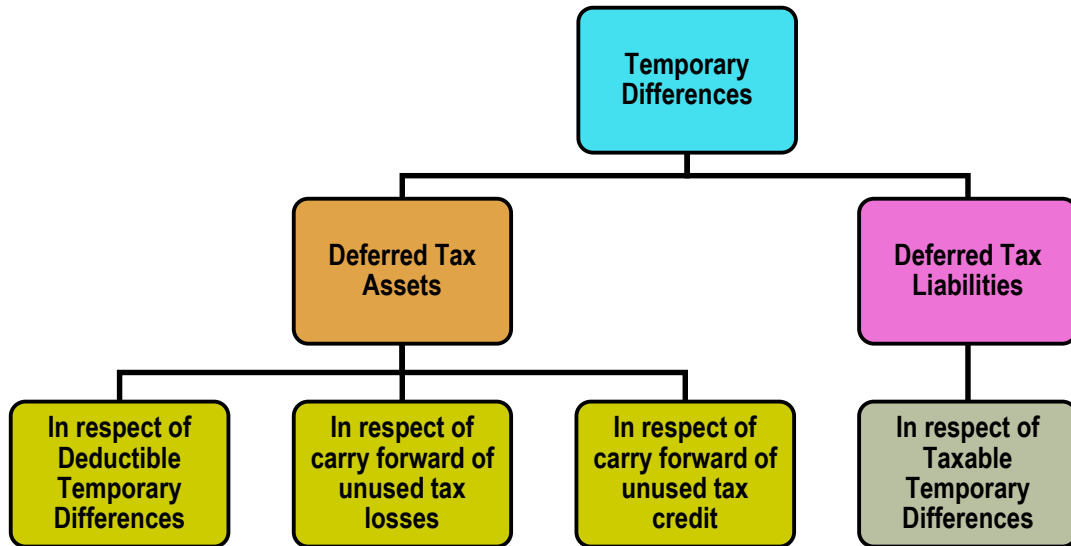 Temporary
Differences
Deferred Tax
Assets
Deferred Tax
Liabilities
In respect of
Deductible
Temporary
Differences
In respect of
carry forward of
unused tax
losses
In respect of
carry forward of
unused tax
credit
In respect of
Taxable
Temporary
Differences